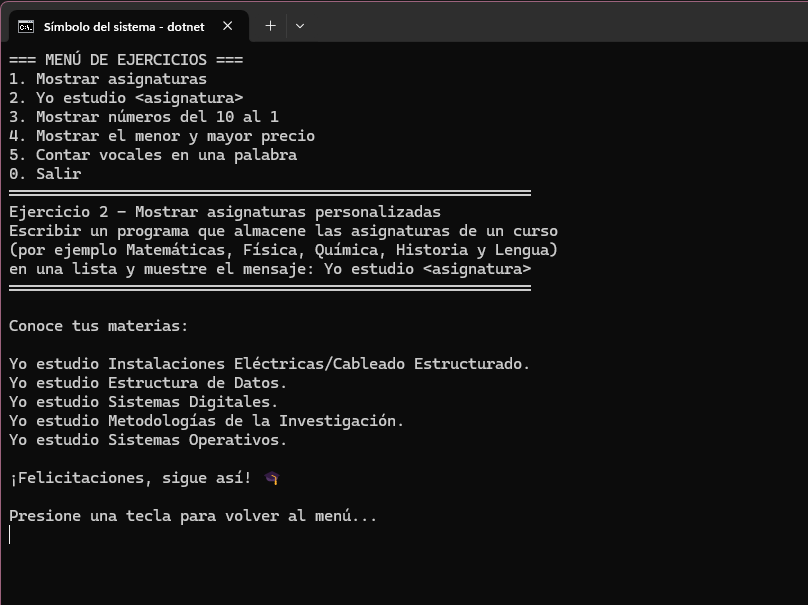 Símbolo del sistema - dotnet
=== MENÚ DE EJERCICIOS ===
1. Mostrar asignaturas
2. Yo estudio <asignatura>
3. Mostrar números del 10 al 1
4. Mostrar el menor y mayor precio
5. Contar vocales en una palabra
0. Salir
══════════════════════════════════════════════════════════
Ejercicio 2 - Mostrar asignaturas personalizadas
Escribir un programa que almacene las asignaturas de un curso
(por ejemplo Matemáticas, Física, Química, Historia y Lengua)
en una lista y muestre el mensaje: Yo estudio <asignatura>
══════════════════════════════════════════════════════════
Conoce tus materias:
Yo estudio Instalaciones Eléctricas/Cableado Estructurado.
Yo estudio Estructura de Datos.
Yo estudio Sistemas Digitales.
Yo estudio Metodologías de la Investigación.
Yo estudio Sistemas Operativos.
¡Felicitaciones, sigue así! 🎓
Presione una tecla para volver al menú...